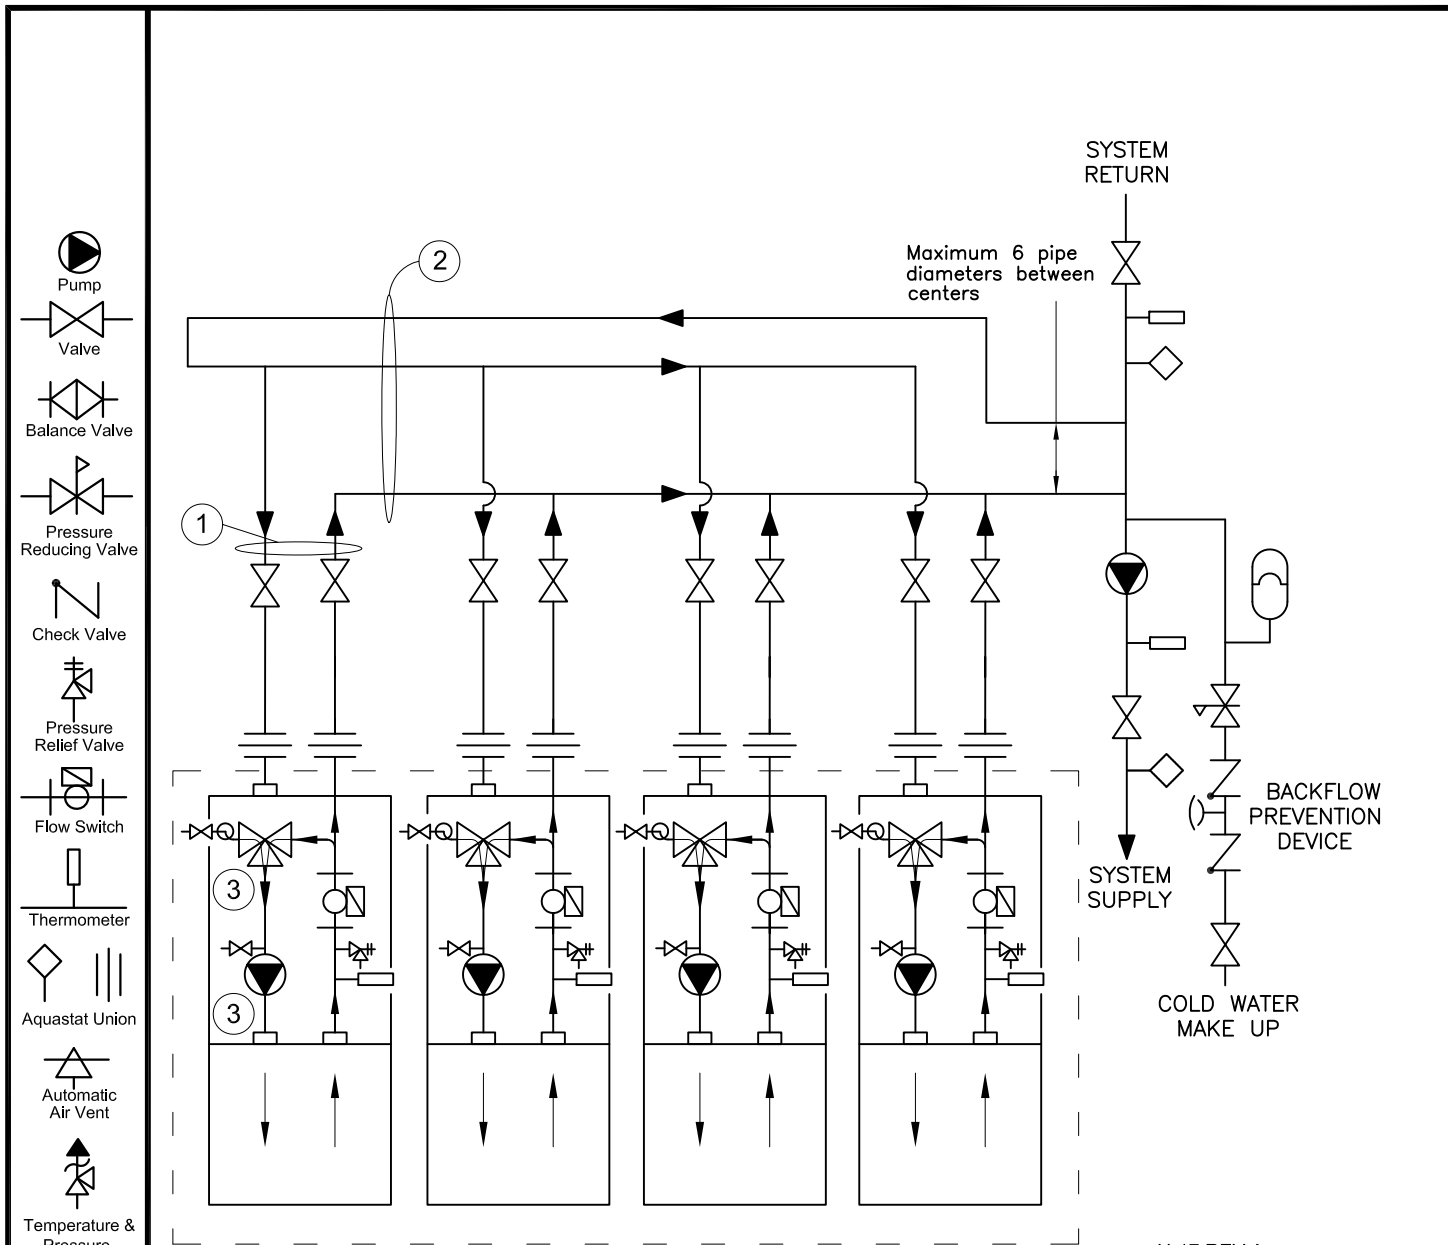 Pump
Valve
Balance Valve
Pressure
Reducing Valve
Check Valve
Pressure
Relief Valve
Flow Switch
Thermometer
Aquastat Union
Automatic
Air Vent
Temperature &
Pressure
1
2
3
3
Maximum 6 pipe
diameters between
centers
SYSTEM
RETURN
SYSTEM
SUPPLY
BACKFLOW
PREVENTION
DEVICE
COLD WATER
MAKE UP